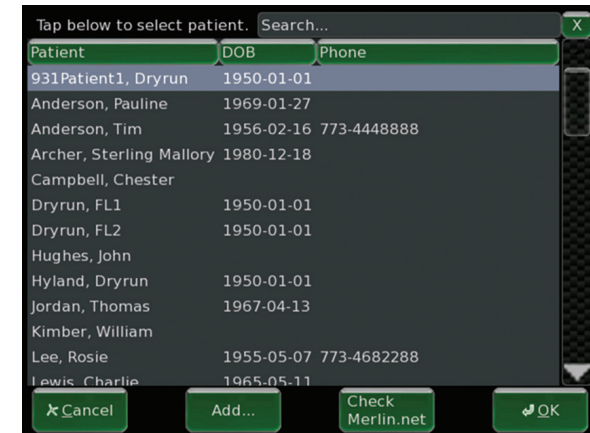 Tap below to select patient. Search... X
Patient DOB Phone
931Patient1, Dryrun 1950-01-01
Anderson, Pauline 1969-01-27
Anderson, Tim 1956-02-16 773-4448888
Archer, Sterling Mallory 1980-12-18
Campbell, Chester
Dryrun, FL1 1950-01-01
Dryrun, FL2 1950-01-01
Hughes, John
Hyland, Dryrun 1950-01-01
Jordan, Thomas 1967-04-13
Kimber, William
Lee, Rosie 1955-05-07 773-4682288
Lewis, Charlie 1965-05-11
Cancel Add... Check Merlin.net OK